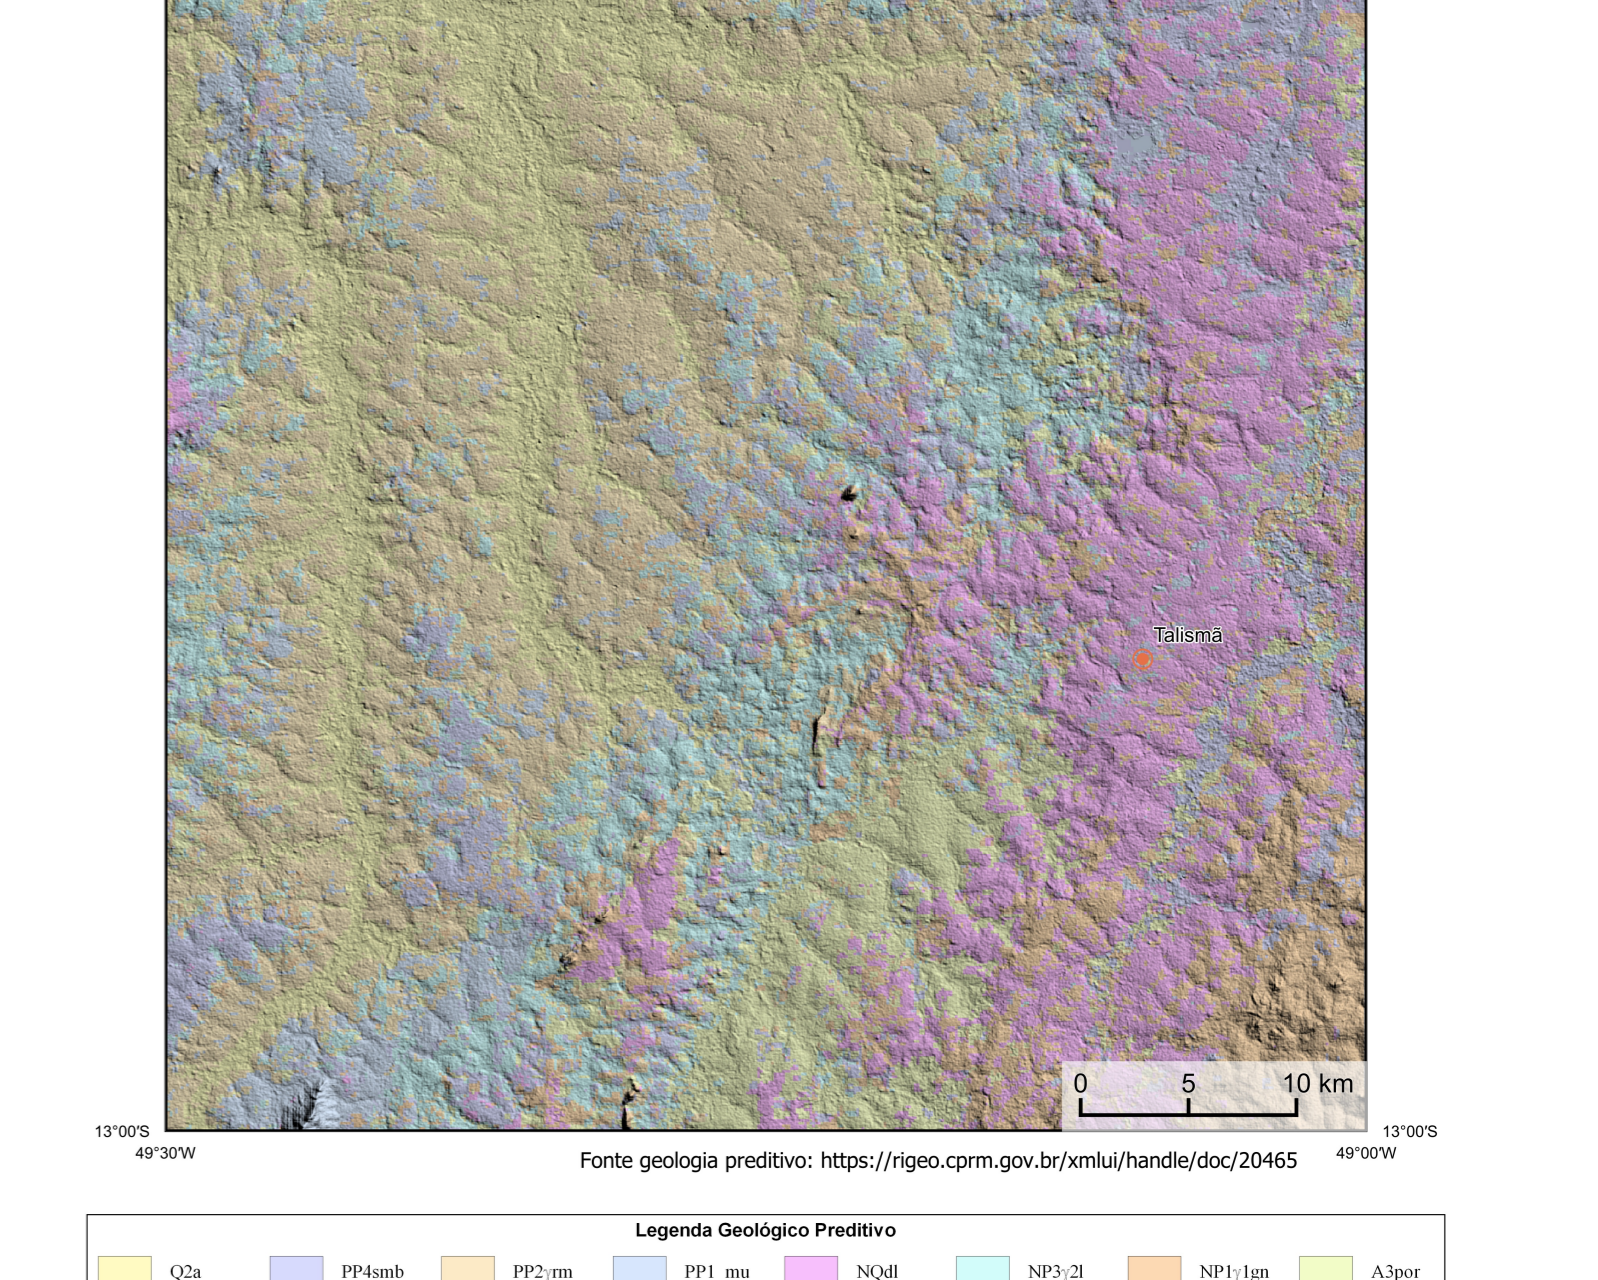 Talismã
0 5 10 km
13°00'S 13°00'S
49°30'W 49°00'W
Fonte geologia preditivo: https://rigeo.cprm.gov.br/xmlui/handle/doc/20465
Legenda Geológico Preditivo
Q2a PP4smb PP2γrm PP1_mu NQdl NP3γ2l NP1γ1gn A3por